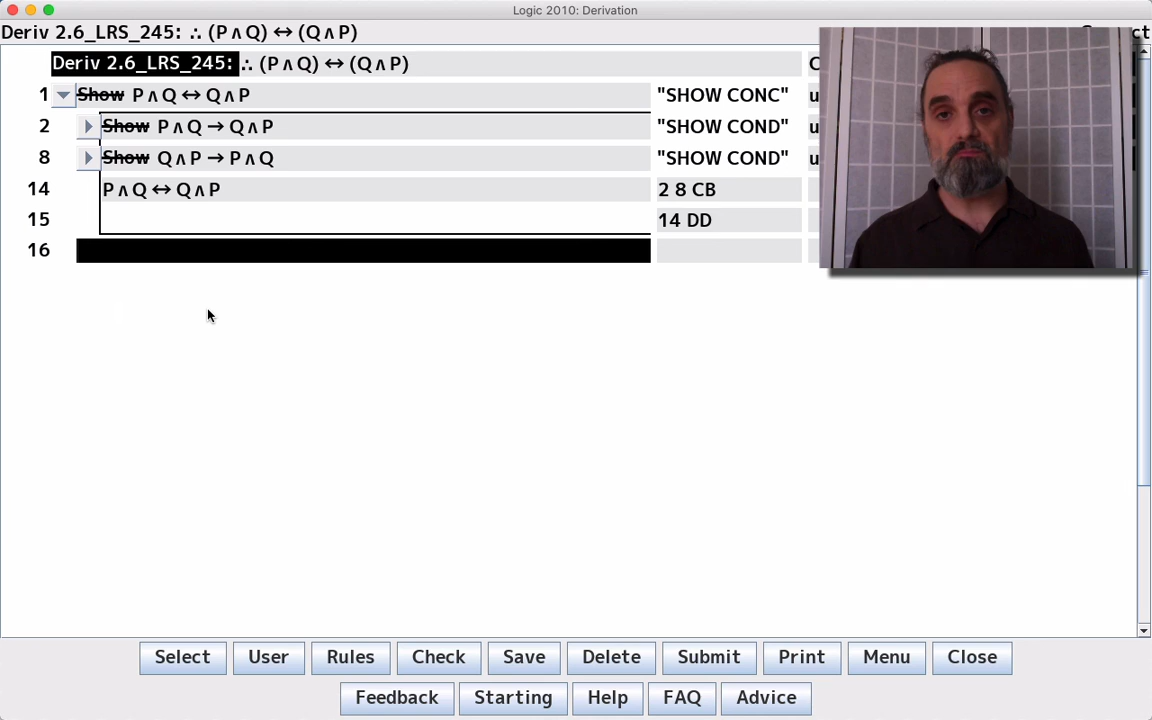 Logic 2010: Derivation
Deriv 2.6_LRS_245: ∴ (P∧Q) ↔ (Q∧P)
Deriv 2.6_LRS_245: ∴ (P∧Q) ↔ (Q∧P)
1 Show P∧Q ↔ Q∧P "SHOW CONC"
2 Show P∧Q → Q∧P "SHOW COND"
8 Show Q∧P → P∧Q "SHOW COND"
14 P∧Q ↔ Q∧P 2 8 CB
15 14 DD
16
Select User Rules Check Save Delete Submit Print Menu Close
Feedback Starting Help FAQ Advice